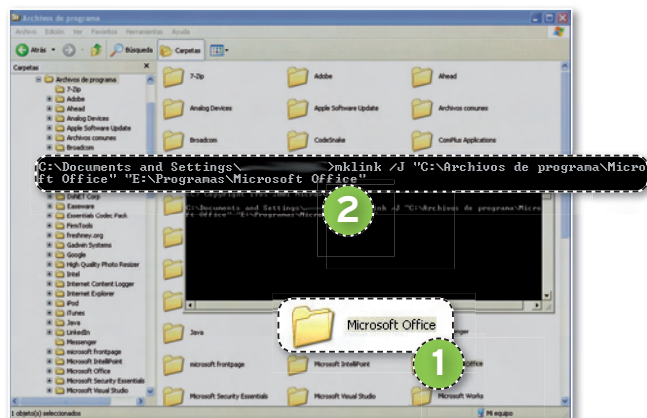 Archivos de programa
Archivo Edición Ver Favoritos Herramientas Ayuda
Atrás Búsqueda Carpetas
Carpetas X
Archivos de programa
7-Zip
Adobe
Ahead
Analog Devices
Apple Software Update
Archivos comunes
Broadcom
7-Zip Adobe Ahead
Analog Devices Apple Software Update Archivos comunes
Broadcom CodeSnake ComPlus Applications
C:\Documents and Settings\ >mklink /J "C:\Archivos de programa\Micro
ft Office" "E:\Programas\Microsoft Office"
2
DivNET Corp
Easeware
Essentials Codec Pack
FirmTools
freshney.org
Gadwin Systems
Google
High Quality Photo Resizer
Intel
Internet Content Logger
Internet Explorer
iPod
iTunes
Java
LinkedIn
Messenger
microsoft frontpage
Microsoft IntelliPoint
Microsoft Office
Microsoft Security Essentials
Microsoft Visual Studio
Microsoft Office
1
Java
microsoft frontpage Microsoft IntelliPoint
Microsoft Security Essentials Microsoft Visual Studio Microsoft Works
1 objeto(s) seleccionados Mi equipo